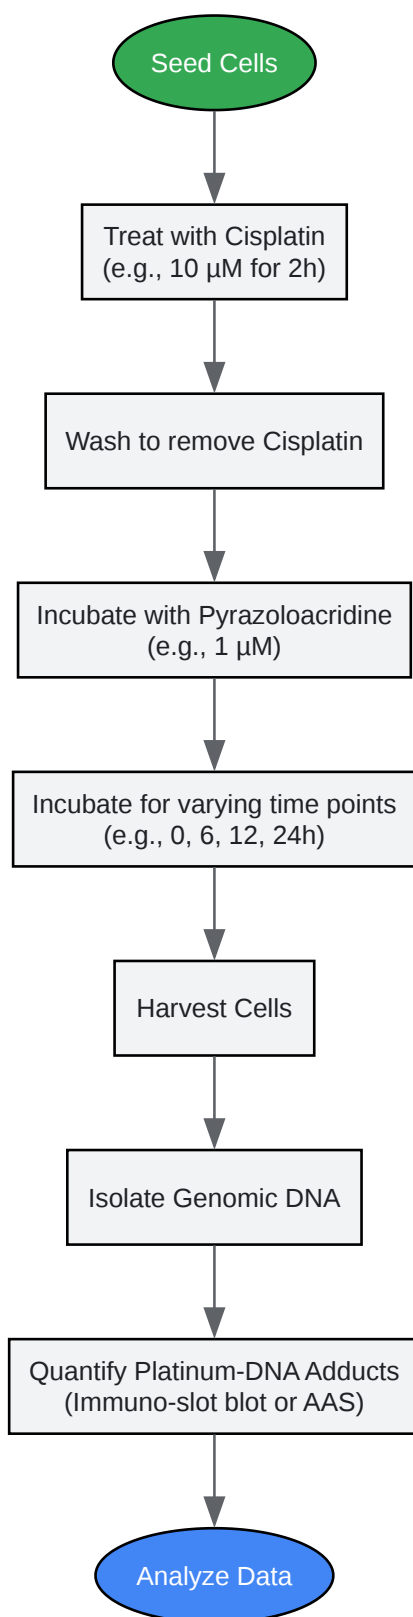 Seed Cells
Treat with Cisplatin
(e.g., 10 µM for 2h)
Wash to remove Cisplatin
Incubate with Pyrazoloacridine
(e.g., 1 µM)
Incubate for varying time points
(e.g., 0, 6, 12, 24h)
Harvest Cells
Isolate Genomic DNA
Quantify Platinum-DNA Adducts
(Immuno-slot blot or AAS)
Analyze Data